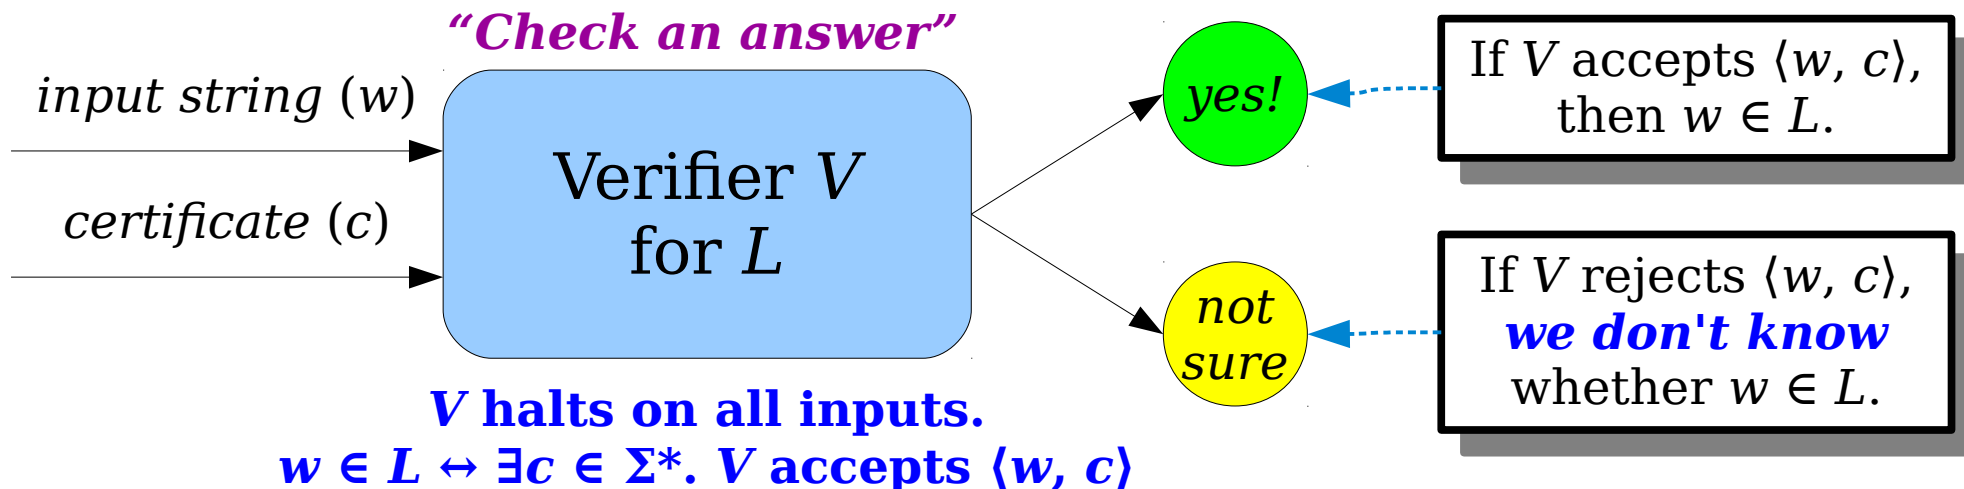 “Check an answer”
input string (w)
certificate (c)
Verifier V
for L
yes!
not
sure
If V accepts ⟨w, c⟩,
then w ∈ L.
If V rejects ⟨w, c⟩,
we don't know
whether w ∈ L.
V halts on all inputs.
w ∈ L ↔ ∃c ∈ Σ*. V accepts ⟨w, c⟩